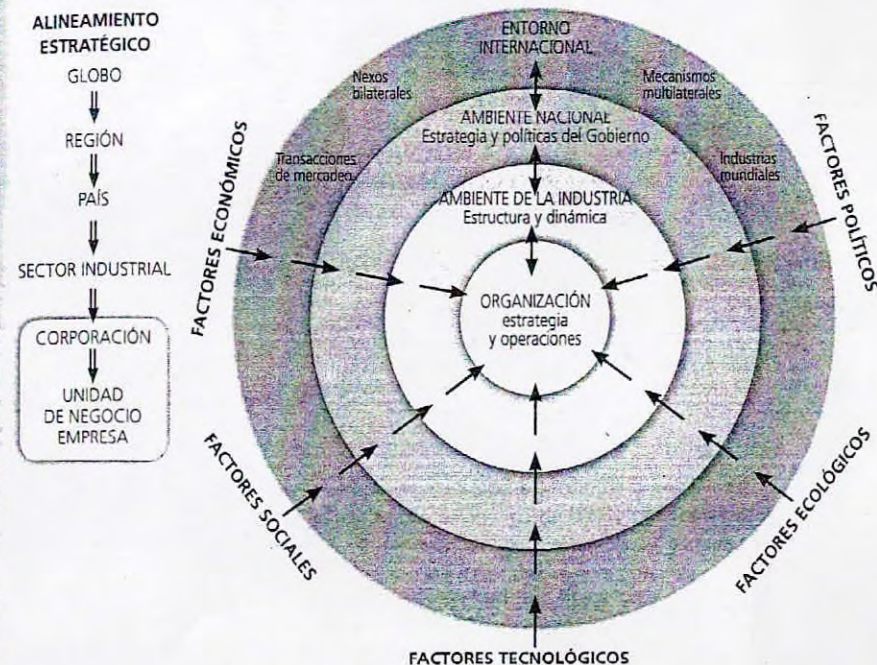 ALINEAMIENTO
ESTRATÉGICO
GLOBO
REGIÓN
PAÍS
SECTOR INDUSTRIAL
CORPORACIÓN
UNIDAD
DE NEGOCIO
EMPRESA
ENTORNO
INTERNACIONAL
Nexos
bilaterales
Mecanismos
multilaterales
AMBIENTE NACIONAL
Estrategia y políticas del Gobierno
Transacciones
de mercadeo
Industrias
mundiales
AMBIENTE DE LA INDUSTRIA
Estructura y dinámica
ORGANIZACIÓN
estrategia
y operaciones
FACTORES ECONÓMICOS
FACTORES POLÍTICOS
FACTORES SOCIALES
FACTORES ECOLÓGICOS
FACTORES TECNOLÓGICOS